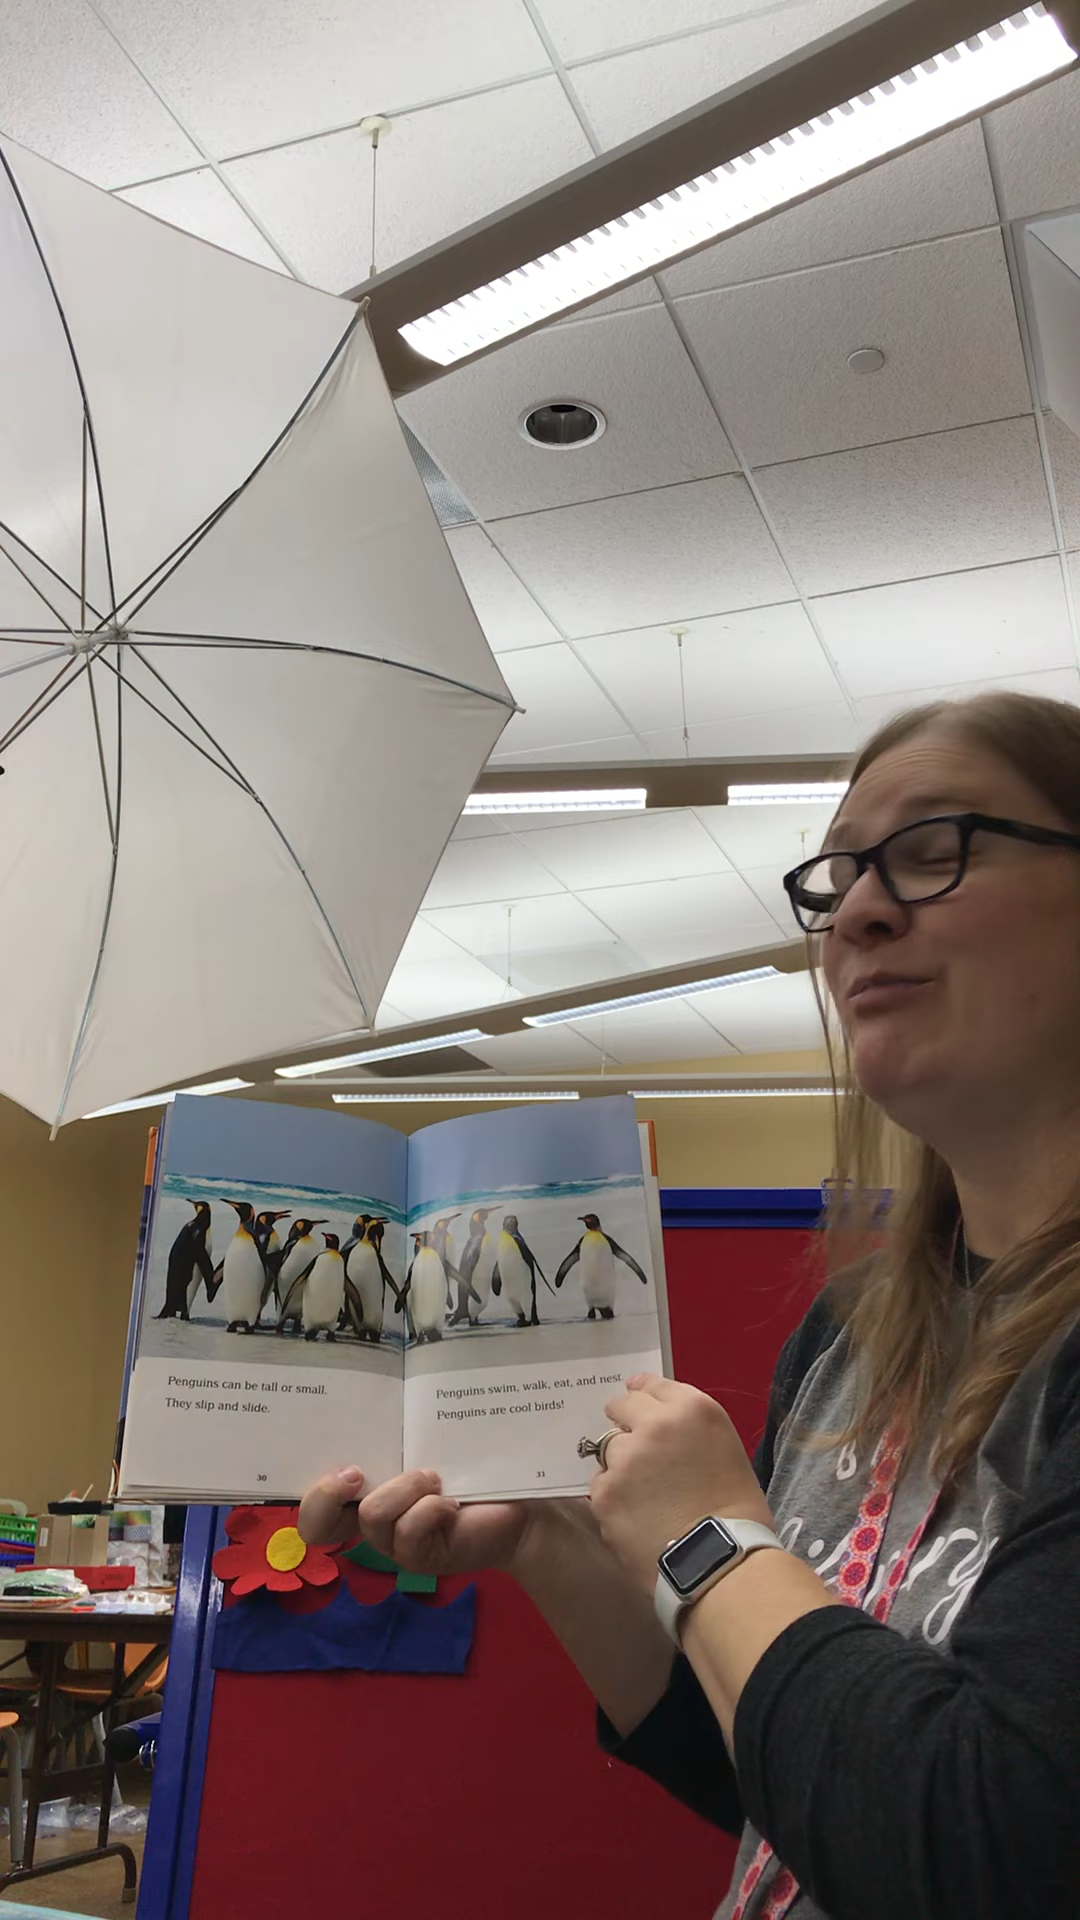 Penguins can be tall or small.
They slip and slide.
30
Penguins swim, walk, eat, and nest.
Penguins are cool birds!
31